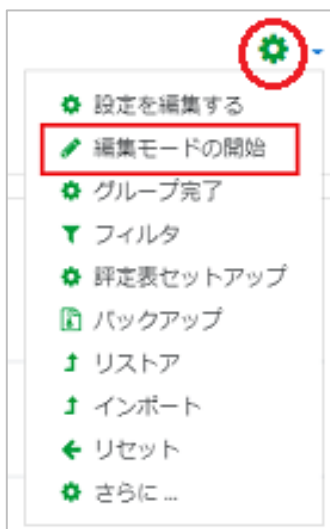 設定を編集する
編集モードの開始
グループ完了
フィルタ
評定表セットアップ
バックアップ
リストア
インポート
リセット
さらに ...